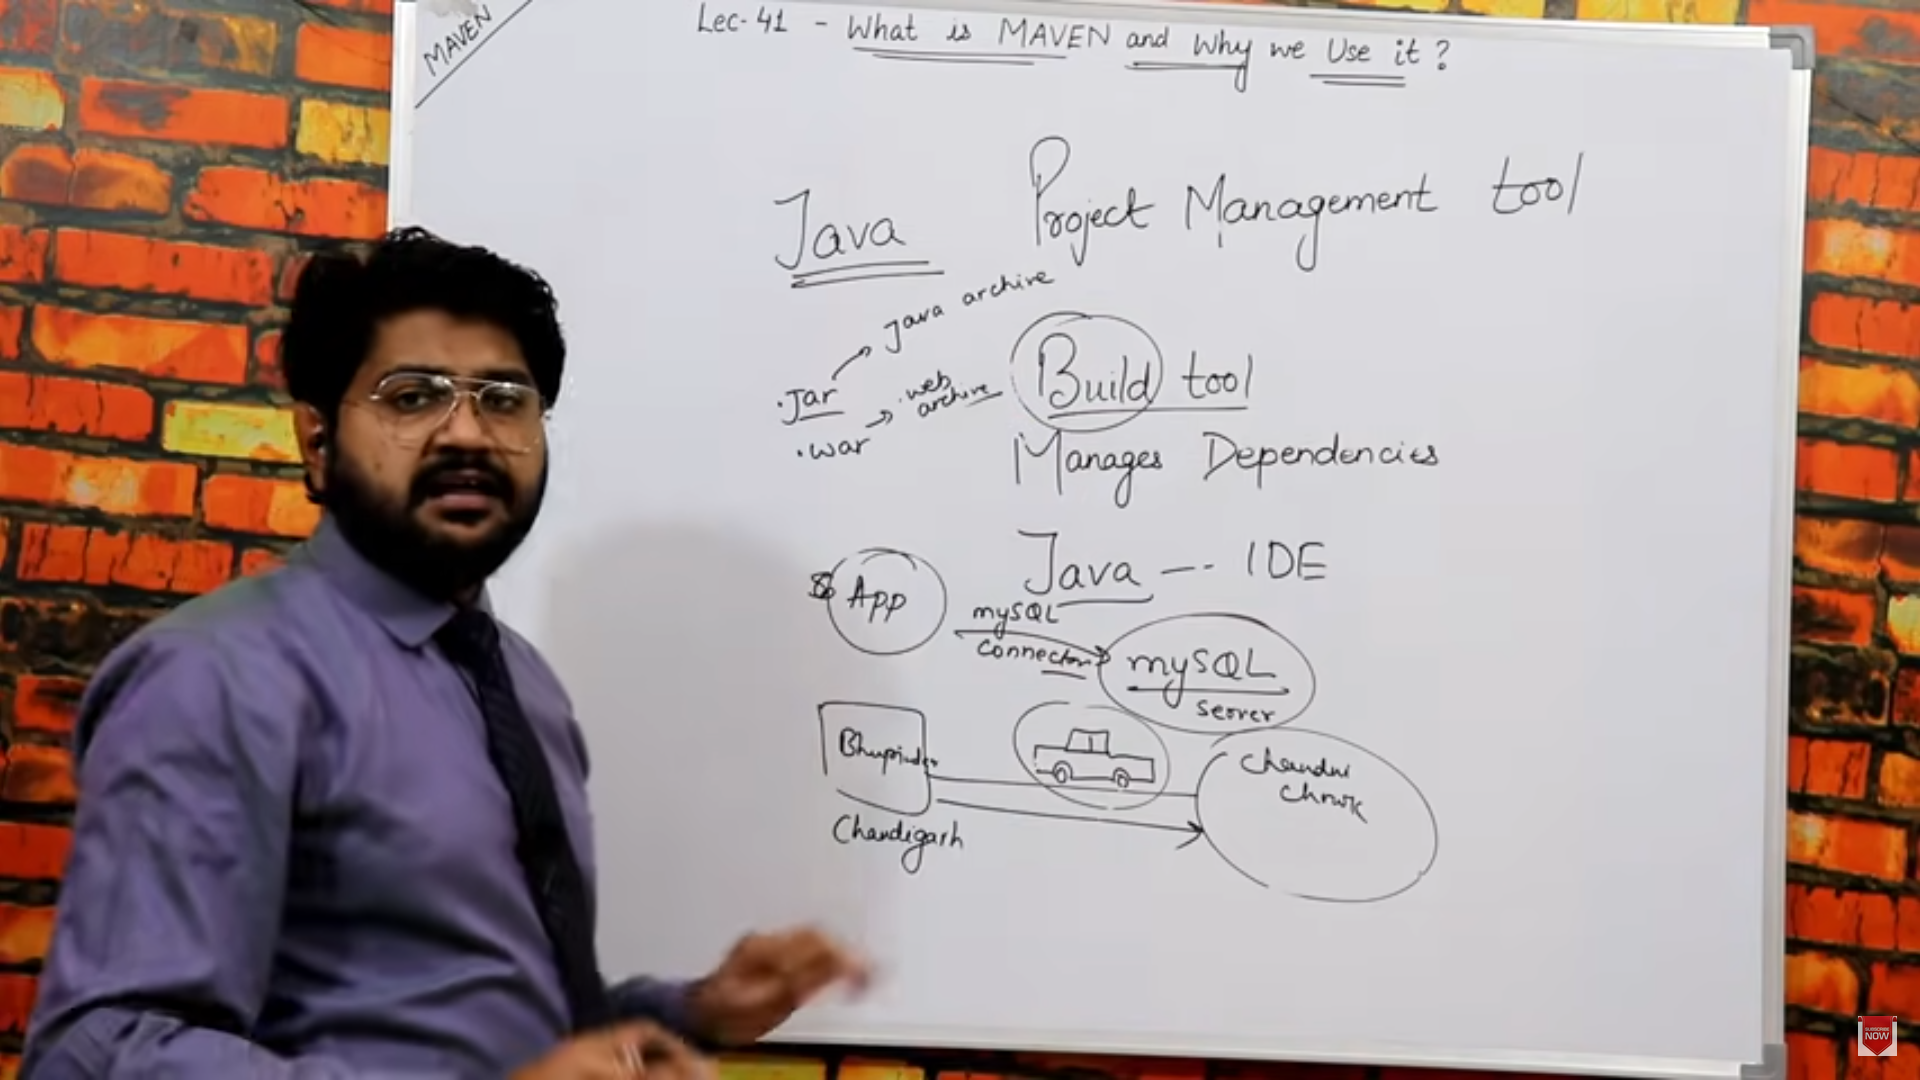 MAVEN
Lec-41 - What is MAVEN and Why we Use it?
Java
Project Management tool
Java archive
.Jar
.war
web
archive
Build tool
Manages Dependencies
Java --- IDE
App
mySQL
Connector
mySQL
Server
Bhupinder
Chandigarh
Chandni
Chowk
SUBSCRIBE
NOW